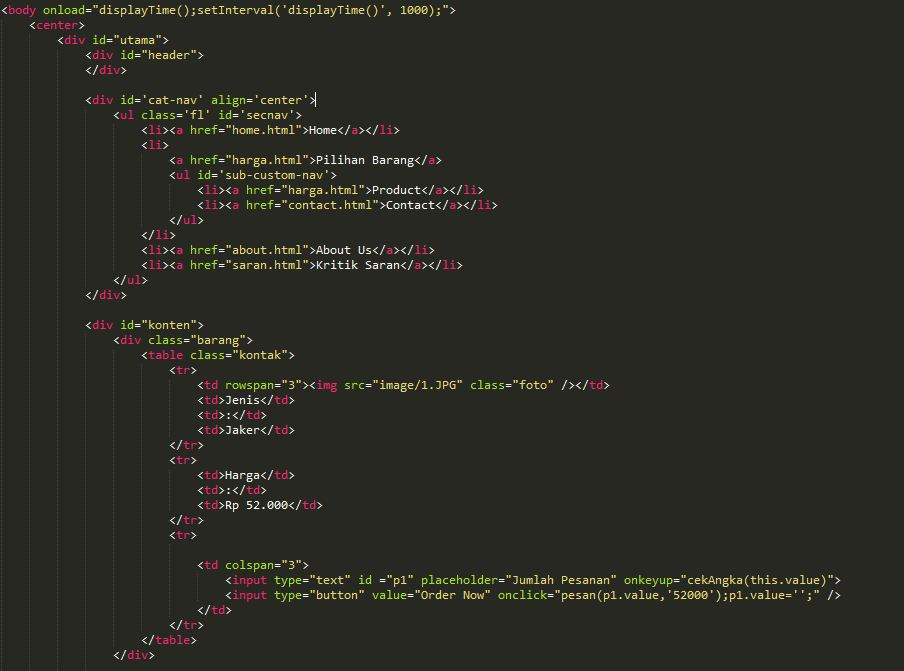 <body onload="displayTime();setInterval('displayTime()', 1000);">
<center>
<div id="utama">
<div id="header">
</div>
<div id='cat-nav' align='center'>
<ul class='fl' id='secnav'>
<li><a href="home.html">Home</a></li>
<li>
<a href="harga.html">Pilihan Barang</a>
<ul id='sub-custom-nav'>
<li><a href="harga.html">Product</a></li>
<li><a href="contact.html">Contact</a></li>
</ul>
</li>
<li><a href="about.html">About Us</a></li>
<li><a href="saran.html">Kritik Saran</a></li>
</ul>
</div>
<div id="konten">
<div class="barang">
<table class="kontak">
<tr>
<td rowspan="3"><img src="image/1.JPG" class="foto" /></td>
<td>Jenis</td>
<td>:</td>
<td>Jaker</td>
</tr>
<tr>
<td>Harga</td>
<td>:</td>
<td>Rp 52.000</td>
</tr>
<tr>
<td colspan="3">
<input type="text" id ="p1" placeholder="Jumlah Pesanan" onkeyup="cekAngka(this.value)">
<input type="button" value="Order Now" onclick="pesan(p1.value,'52000');p1.value='';" />
</td>
</tr>
</table>
</div>